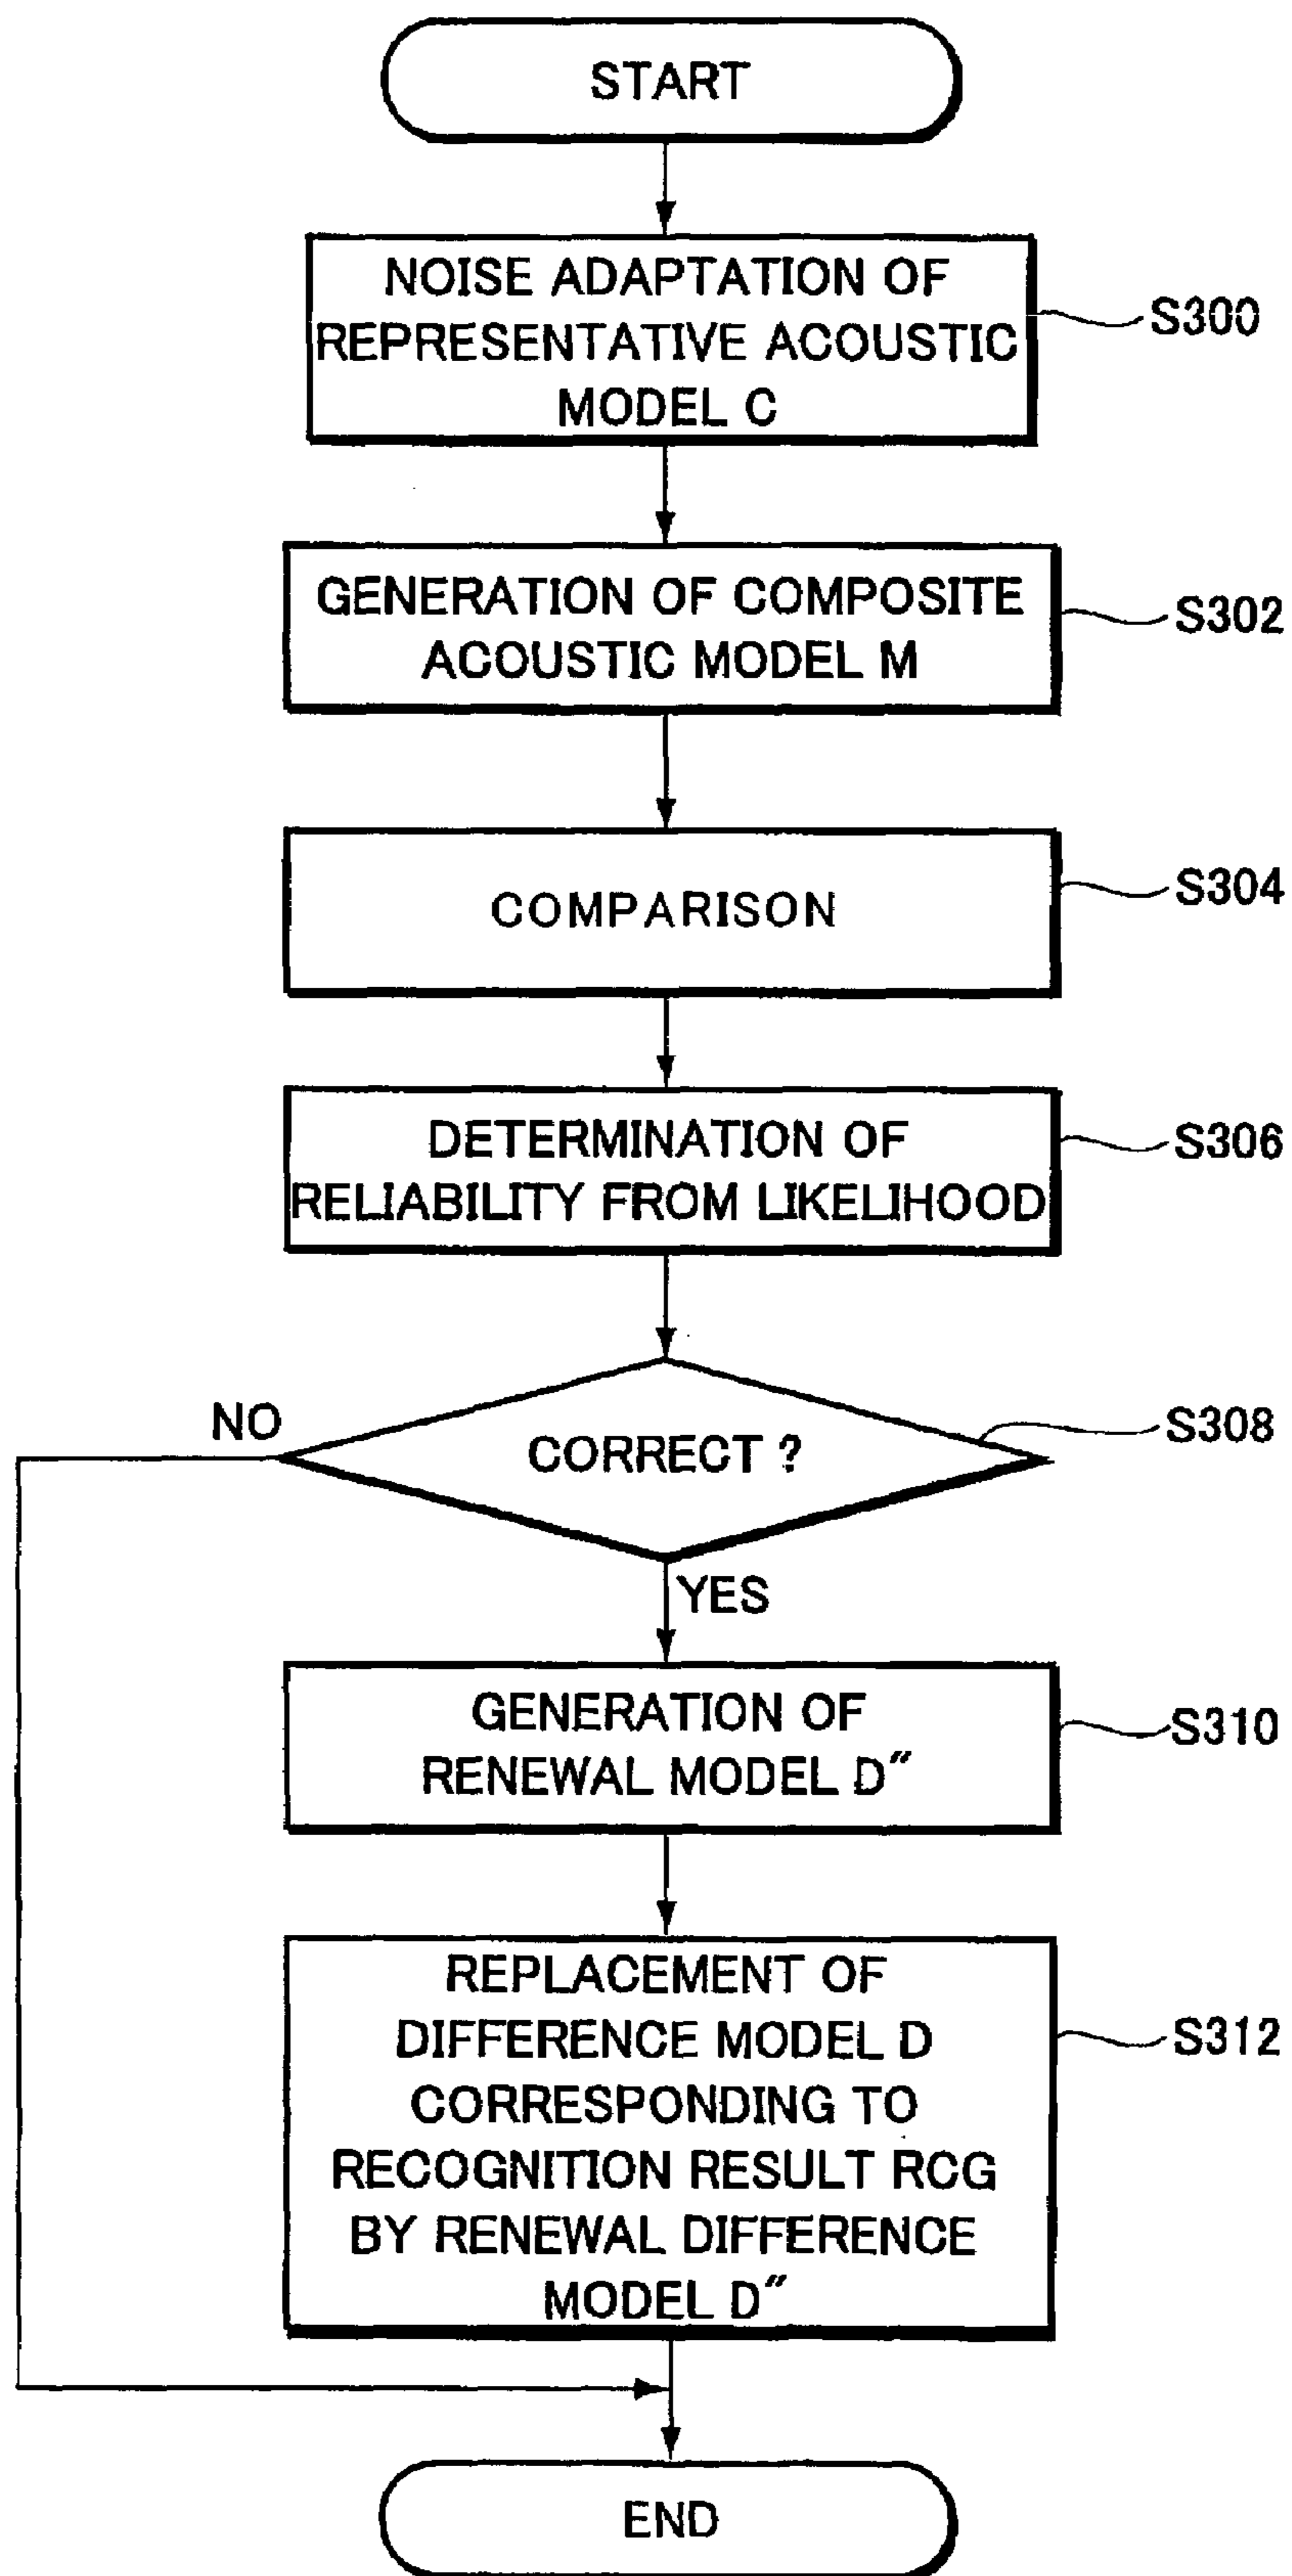 START
NOISE ADAPTATION OF
REPRESENTATIVE ACOUSTIC
MODEL C
S300
GENERATION OF COMPOSITE
ACOUSTIC MODEL M
S302
COMPARISON
S304
DETERMINATION OF
RELIABILITY FROM LIKELIHOOD
S306
NO
CORRECT ?
S308
YES
GENERATION OF
RENEWAL MODEL D"
S310
REPLACEMENT OF
DIFFERENCE MODEL D
CORRESPONDING TO
RECOGNITION RESULT RCG
BY RENEWAL DIFFERENCE
MODEL D"
S312
END